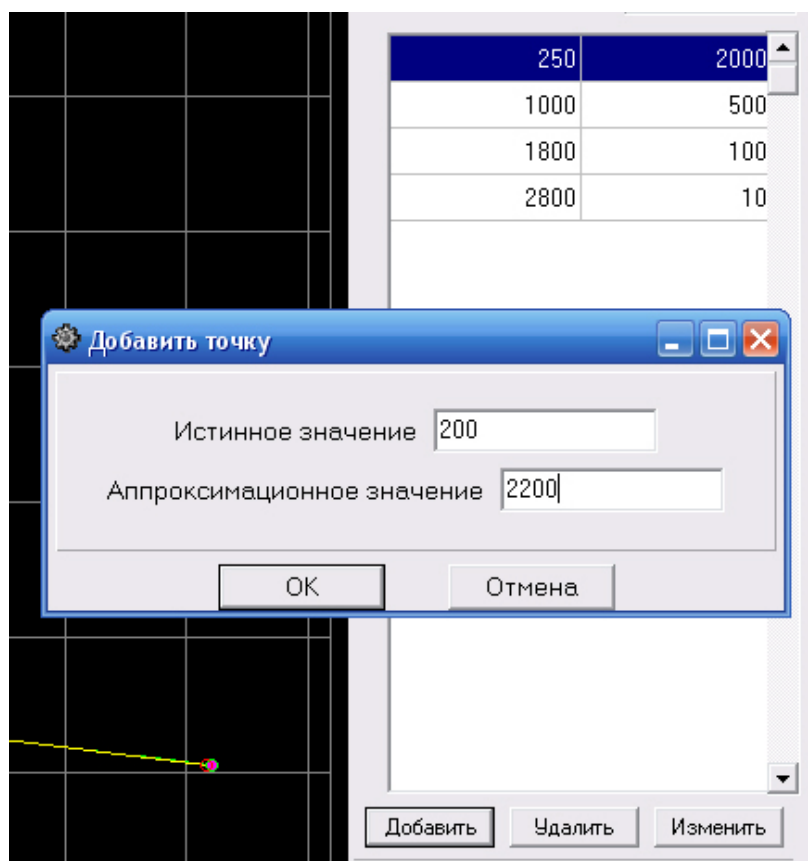 250 2000
1000 500
1800 100
2800 10
Добавить точку
Истинное значение 200
Аппроксимационное значение 2200
OK Отмена
Добавить Удалить Изменить